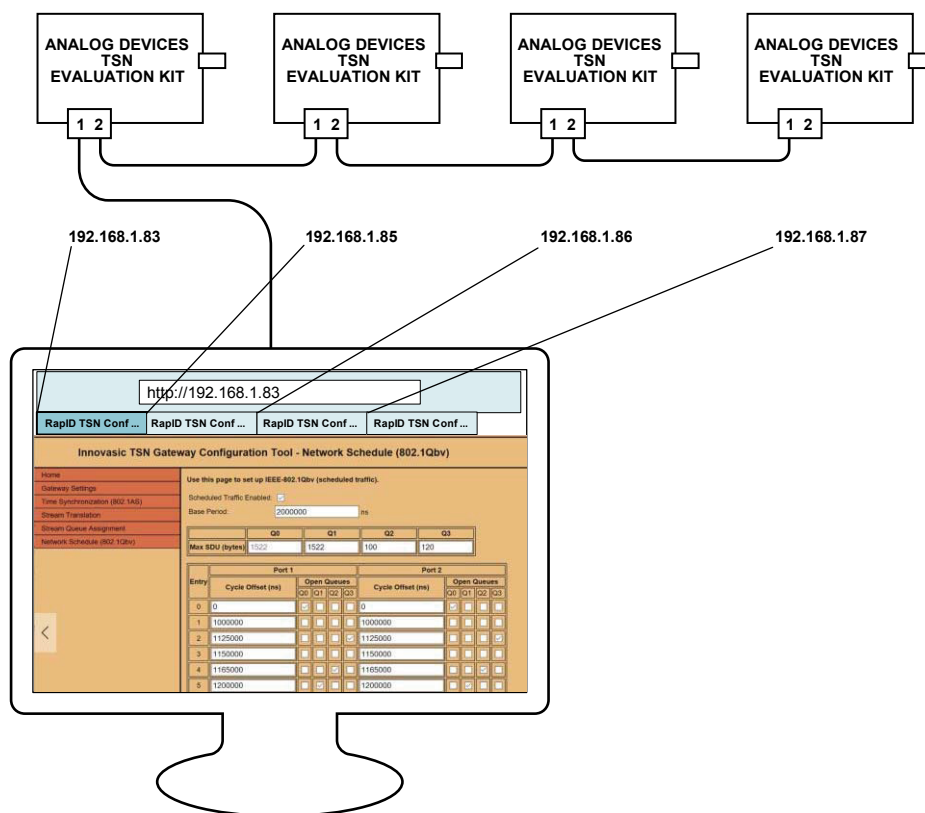 ANALOG DEVICES
TSN
EVALUATION KIT
1 2
ANALOG DEVICES
TSN
EVALUATION KIT
1 2
ANALOG DEVICES
TSN
EVALUATION KIT
1 2
ANALOG DEVICES
TSN
EVALUATION KIT
1 2
192.168.1.83 192.168.1.85 192.168.1.86 192.168.1.87
http://192.168.1.83
RapID TSN Conf ... RapID TSN Conf ... RapID TSN Conf ... RapID TSN Conf ...
Innovasic TSN Gateway Configuration Tool - Network Schedule (802.1Qbv)
Home
Gateway Settings
Time Synchronization (802.1AS)
Stream Translation
Stream Queue Assignment
Network Schedule (802.1Qbv)
Use this page to set up IEEE-802.1Qbv (scheduled traffic).
Scheduled Traffic Enabled:
Base Period: 2000000 ns
Q0 Q1 Q2 Q3
Max SDU (bytes) 1522 1522 100 120
Port 1 Port 2
Entry Cycle Offset (ns) Open Queues Cycle Offset (ns) Open Queues
Q0 Q1 Q2 Q3 Q0 Q1 Q2 Q3
0 0 0
1 1000000 1000000
2 1125000 1125000
3 1150000 1150000
4 1165000 1165000
5 1200000 1200000